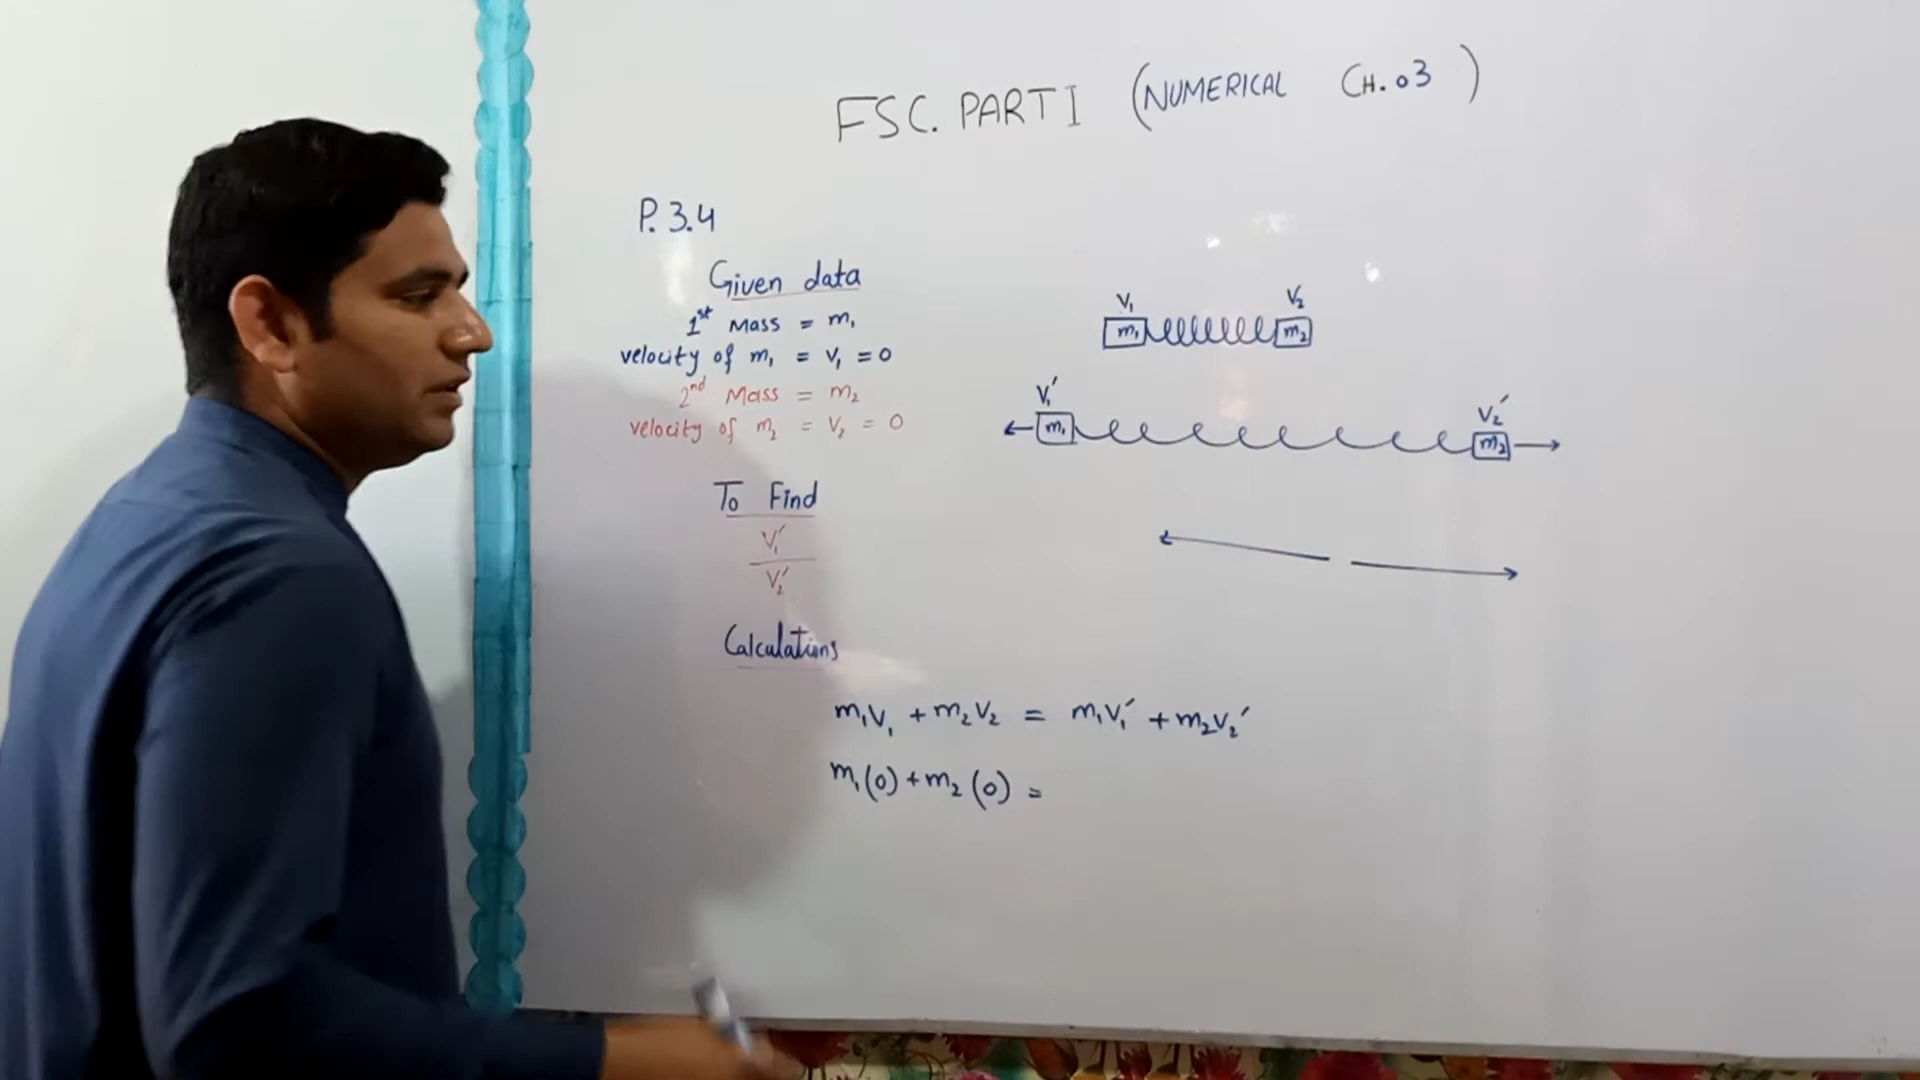 FSC. PART I (NUMERICAL CH. 03)
P. 3.4
Given data
1st Mass = m₁
velocity of m₁ = V₁ = 0
2nd Mass = m₂
velocity of m₂ = V₂ = 0
V₁ V₂
m₁ m₂
V₁′ V₂′
m₁ m₂
To Find
V₁′
V₂′
Calculations
m₁V₁ + m₂V₂ = m₁V₁′ + m₂V₂′
m₁(0) + m₂(0) =